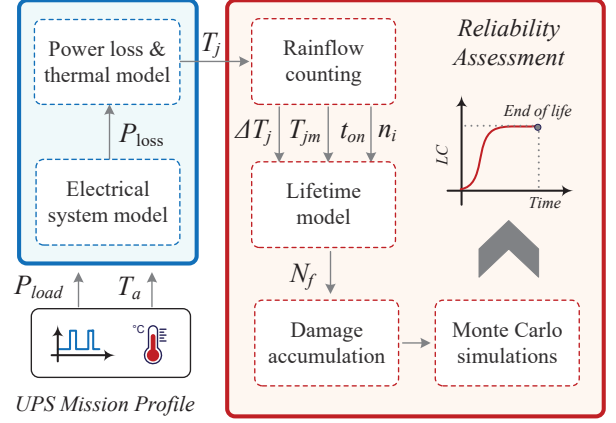 Power loss &
thermal model
T_j
Rainflow
counting
Reliability
Assessment
P_loss
ΔT_j T_jm t_on n_i
LC
End of life
Time
Electrical
system model
Lifetime
model
P_load T_a
N_f
°C
Damage
accumulation
Monte Carlo
simulations
UPS Mission Profile